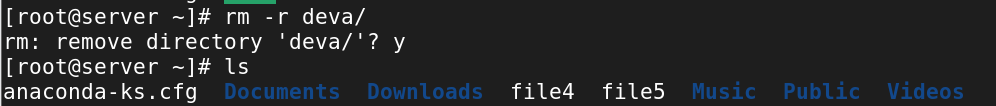 [root@server ~]# rm -r deva/
rm: remove directory 'deva/'? y
[root@server ~]# ls
anaconda-ks.cfg  Documents  Downloads  file4  file5  Music  Public  Videos